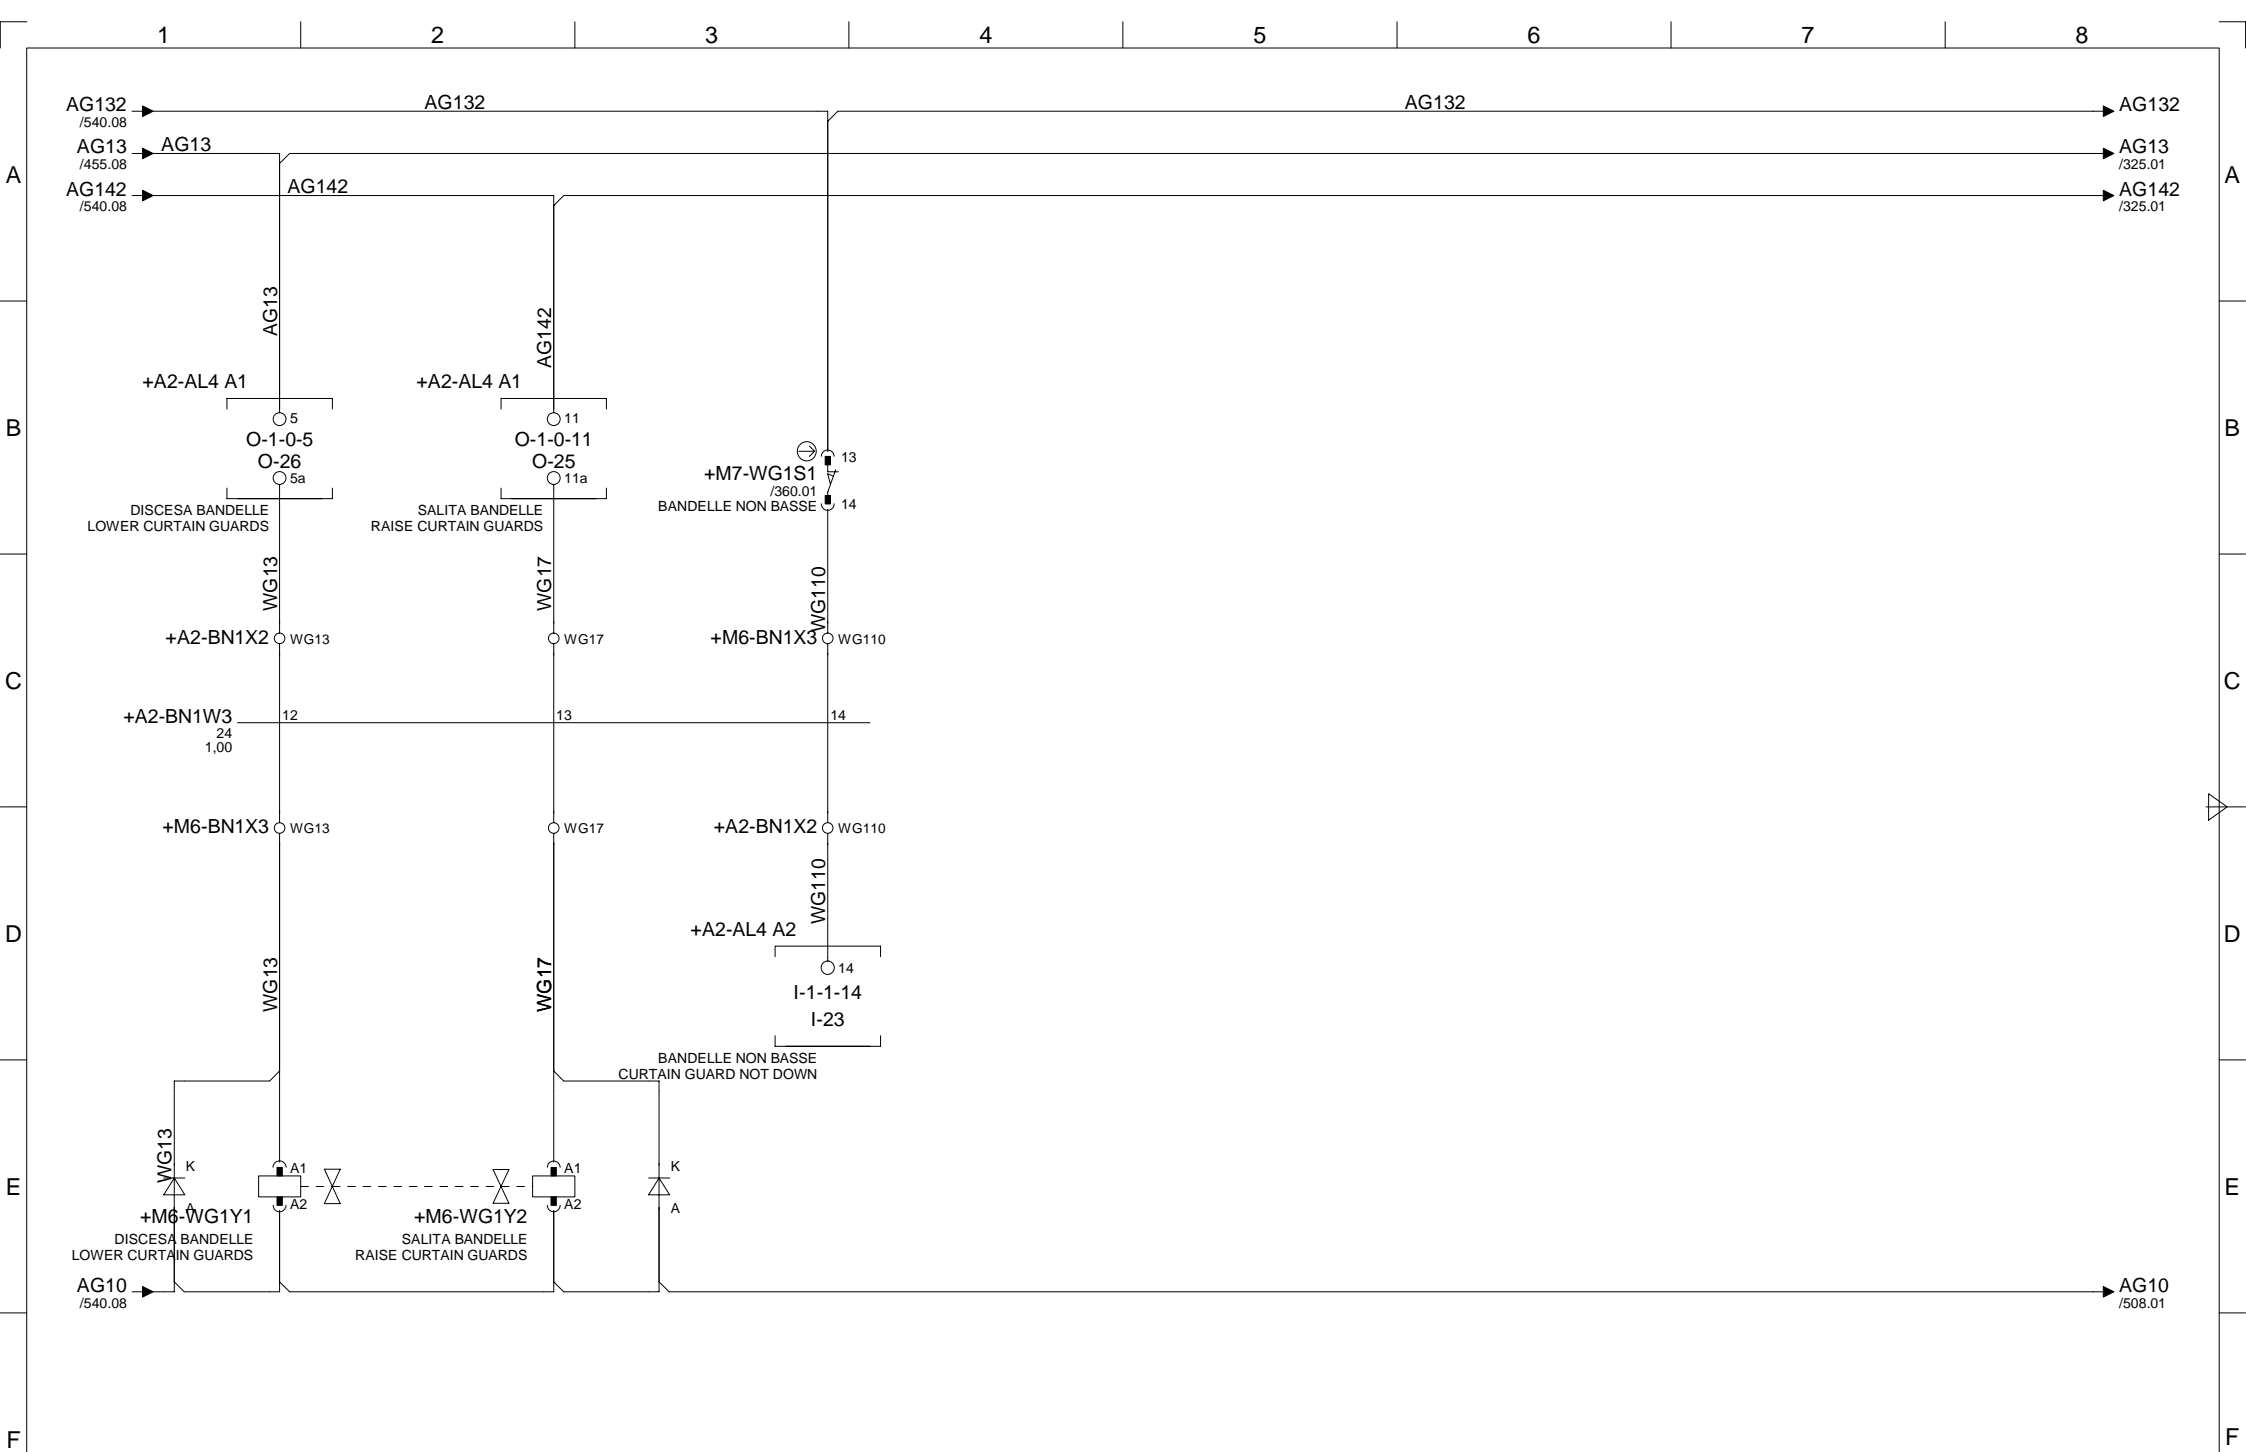 1 2 3 4 5 6 7 8
AG132 AG132 AG132 AG132
/540.08
AG13 AG13 AG13
/455.08 /325.01
A A
AG142 AG142 AG142
/540.08 /325.01
AG13
AG142
+A2-AL4 A1 +A2-AL4 A1
5 11
B B
O-1-0-5 O-1-0-11
O-26 O-25
5a 11a
DISCESA BANDELLE SALITA BANDELLE
LOWER CURTAIN GUARDS RAISE CURTAIN GUARDS
13
+M7-WG1S1
/360.01
BANDELLE NON BASSE 14
WG13 WG17 WG110
+A2-BN1X2 WG13 WG17 +M6-BN1X3 WG110
C C
+A2-BN1W3 12 13 14
24
1,00
+M6-BN1X3 WG13 WG17 +A2-BN1X2 WG110
WG110
D +A2-AL4 A2 D
14
WG13 WG17
I-1-1-14
I-23
BANDELLE NON BASSE
CURTAIN GUARD NOT DOWN
WG13
K A1 A1 K
E E
A A2 A2 A
+M6-WG1Y1 +M6-WG1Y2
DISCESA BANDELLE SALITA BANDELLE
LOWER CURTAIN GUARDS RAISE CURTAIN GUARDS
AG10 AG10
/540.08 /508.01
F F